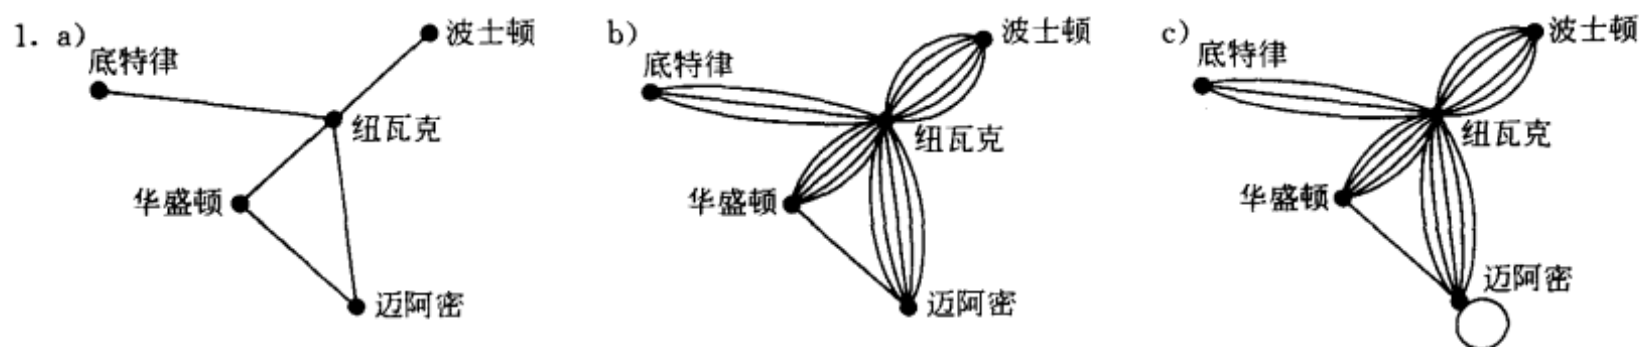 1. a)
底特律
波士顿
纽瓦克
华盛顿
迈阿密
b)
底特律
波士顿
纽瓦克
华盛顿
迈阿密
c)
底特律
波士顿
纽瓦克
华盛顿
迈阿密